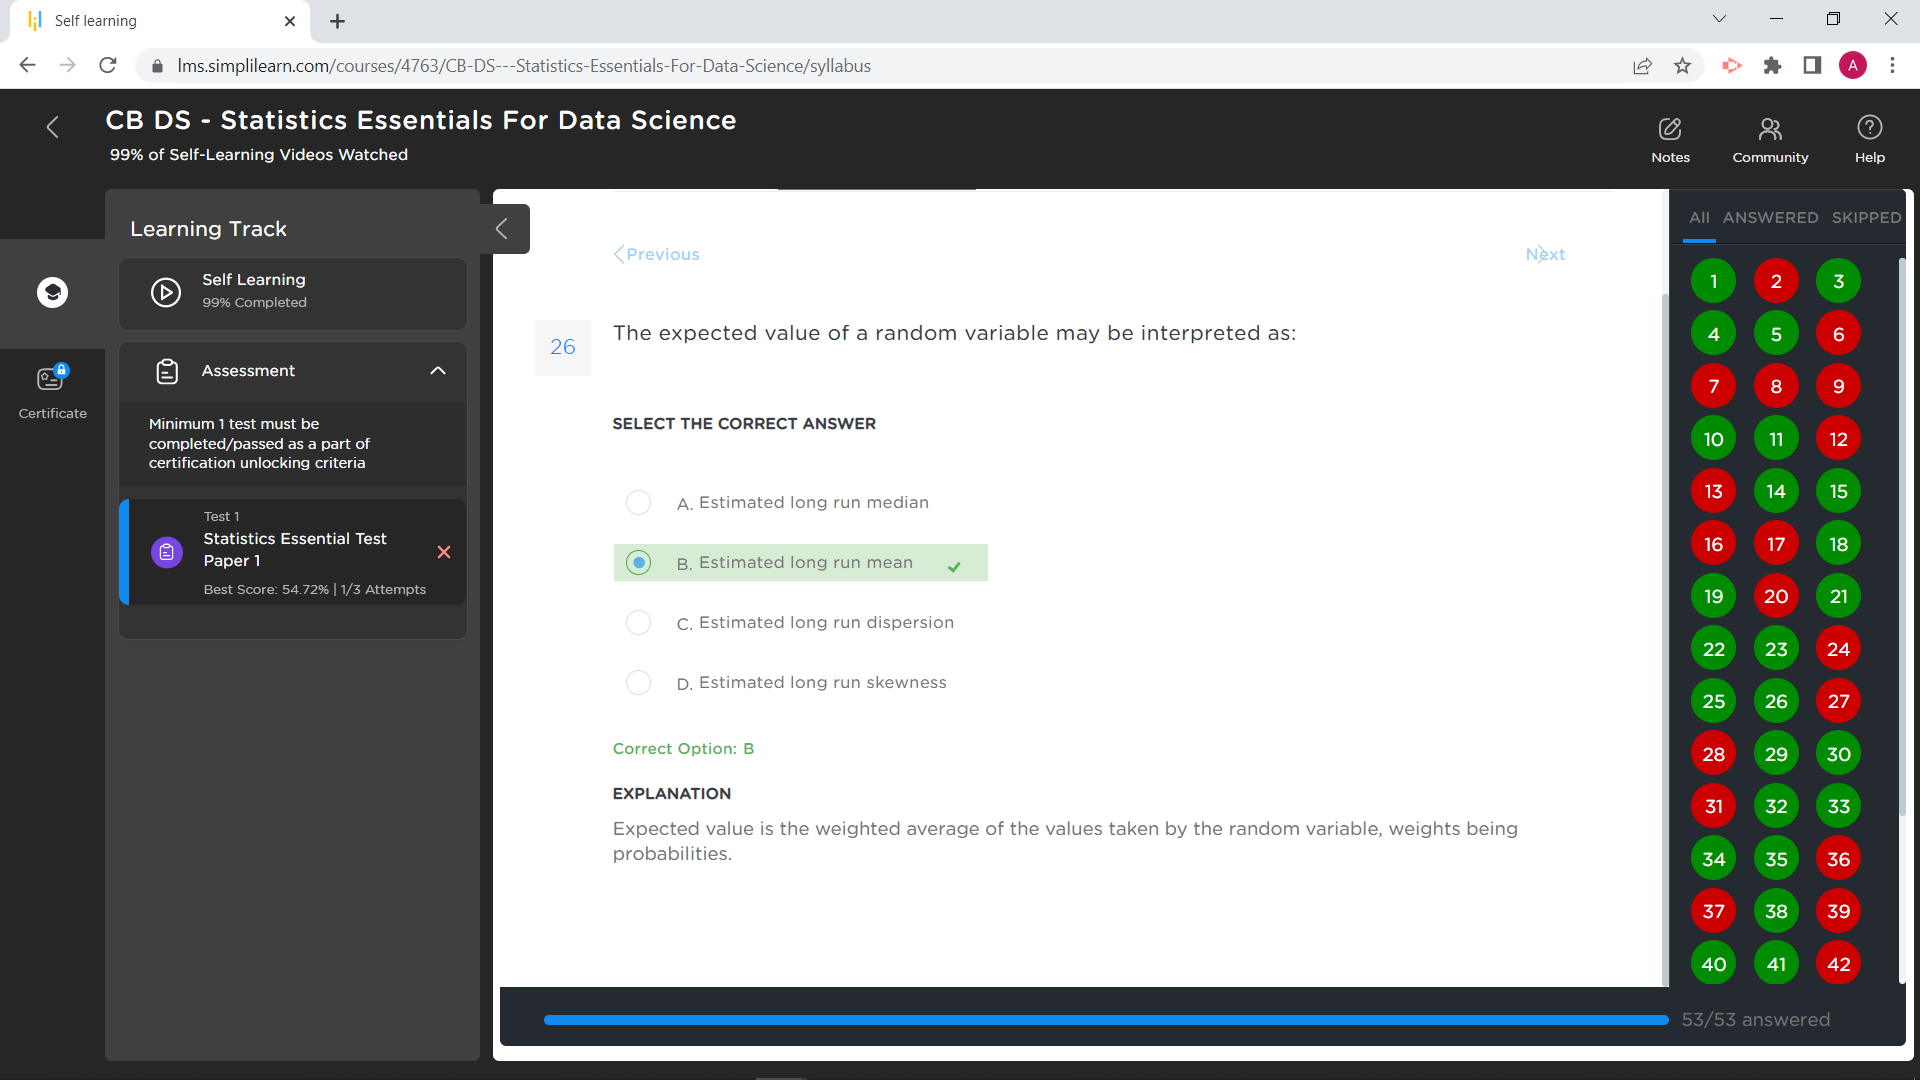 Self learning
lms.simplilearn.com/courses/4763/CB-DS---Statistics-Essentials-For-Data-Science/syllabus
A
CB DS - Statistics Essentials For Data Science
99% of Self-Learning Videos Watched
Notes
Community
Help
Learning Track
Self Learning
99% Completed
Assessment
Minimum 1 test must be
completed/passed as a part of
certification unlocking criteria
Test 1
Statistics Essential Test
Paper 1
Best Score: 54.72% | 1/3 Attempts
Certificate
Previous
Next
26
The expected value of a random variable may be interpreted as:
SELECT THE CORRECT ANSWER
A. Estimated long run median
B. Estimated long run mean
C. Estimated long run dispersion
D. Estimated long run skewness
Correct Option: B
EXPLANATION
Expected value is the weighted average of the values taken by the random variable, weights being
probabilities.
All ANSWERED SKIPPED
1 2 3
4 5 6
7 8 9
10 11 12
13 14 15
16 17 18
19 20 21
22 23 24
25 26 27
28 29 30
31 32 33
34 35 36
37 38 39
40 41 42
53/53 answered